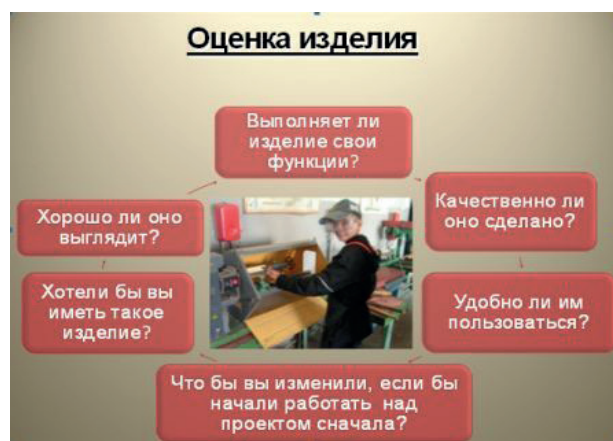 Оценка изделия
Выполняет ли
изделие свои
функции?
Качественно ли
оно сделано?
Удобно ли им
пользоваться?
Что бы вы изменили, если бы
начали работать над
проектом сначала?
Хотели бы вы
иметь такое
изделие?
Хорошо ли оно
выглядит?